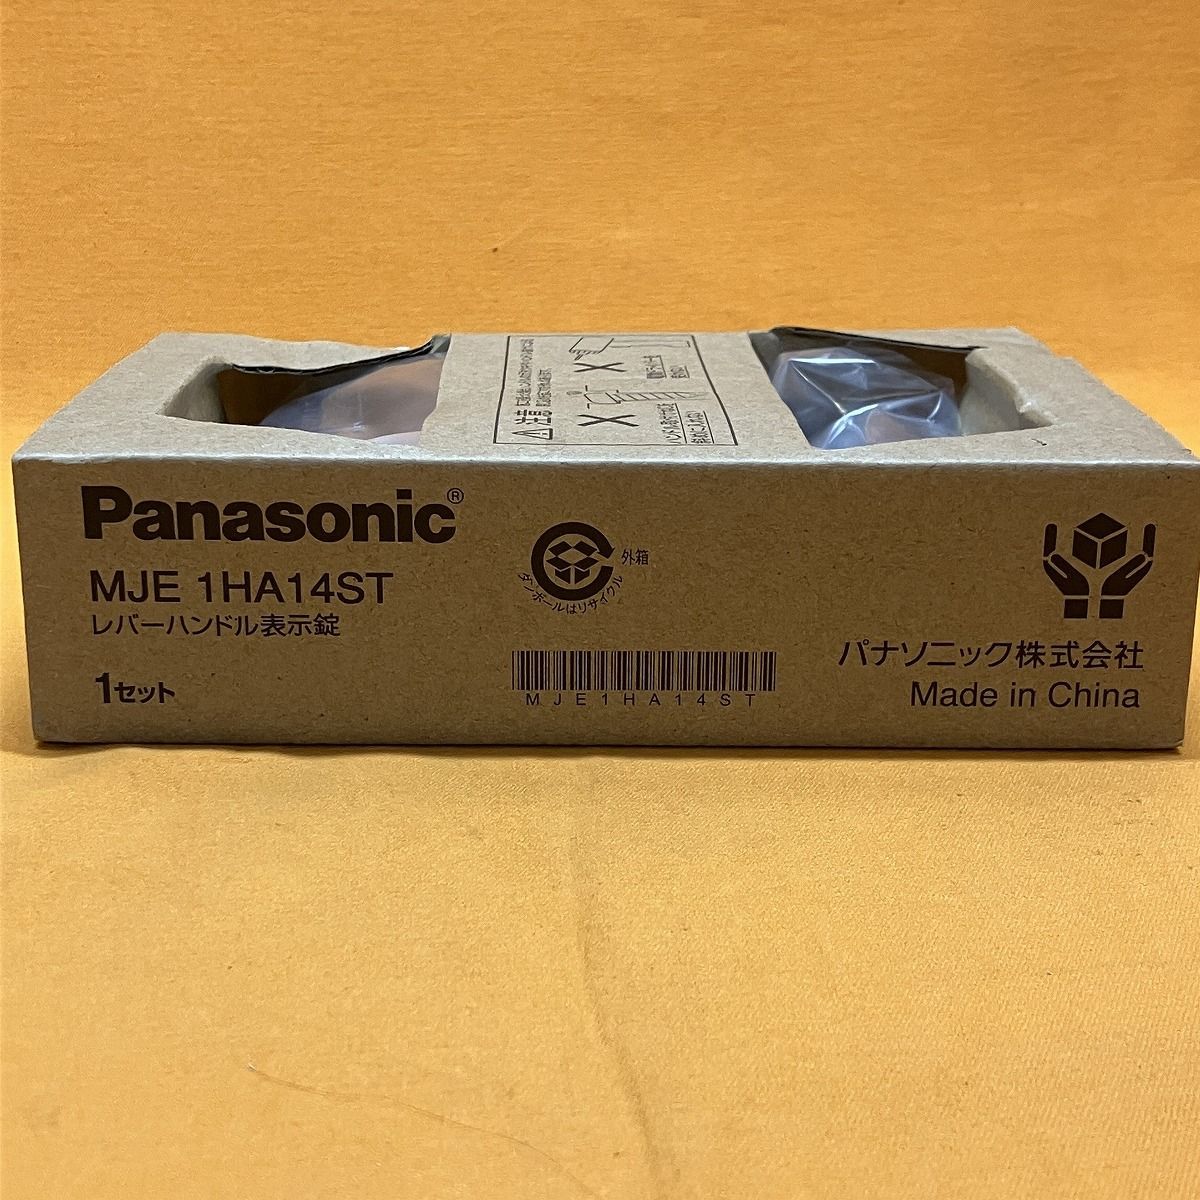 注意
Panasonic®
MJE 1HA14ST
レバーハンドル表示錠
1セット
外箱
ダンボールはリサイクル
MJE1HA14ST
パナソニック株式会社
Made in China